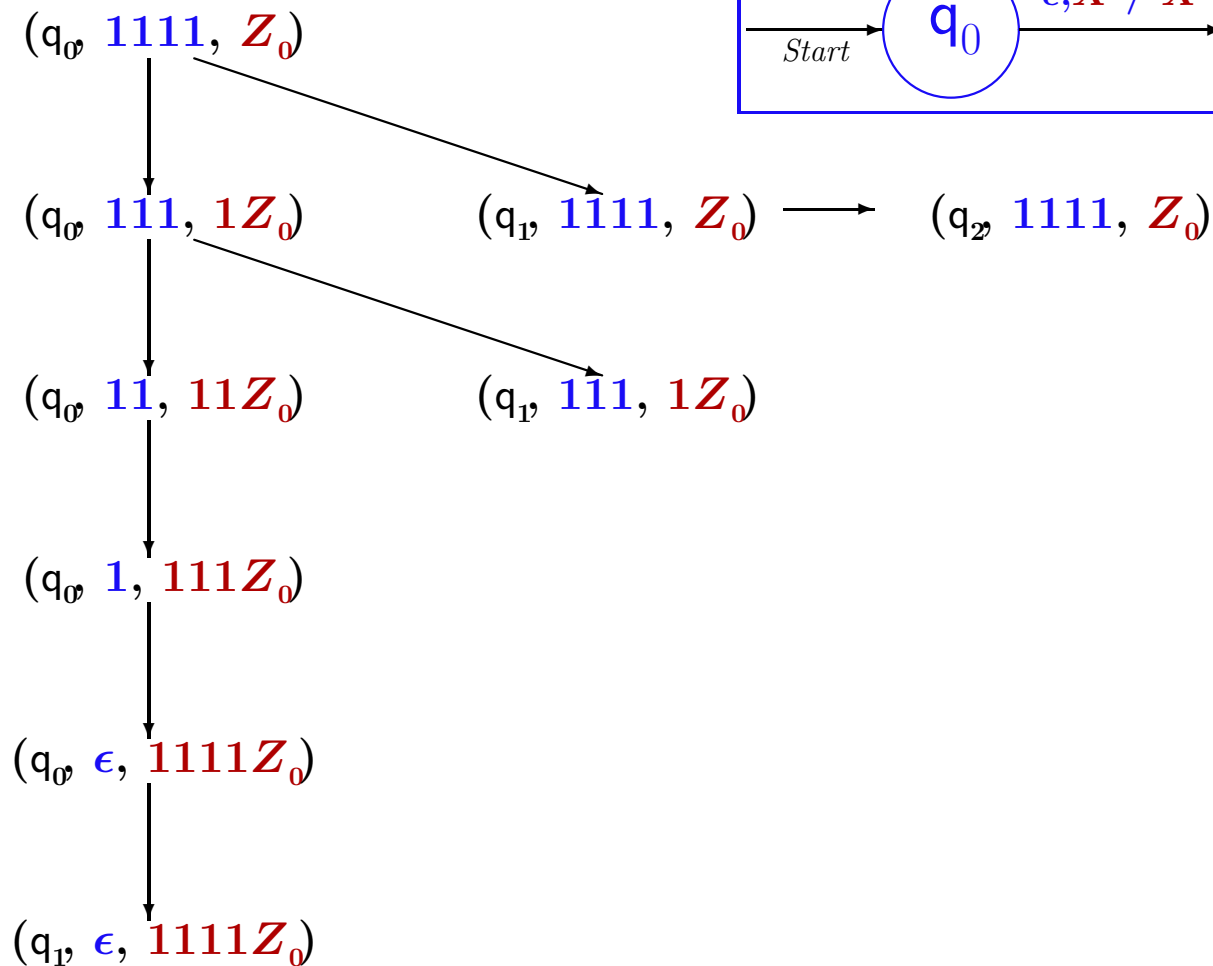 (q₀, 1111, Z₀)
ϵ,X / X
q₀
Start
(q₀, 111, 1Z₀) (q₁, 1111, Z₀) (q₂, 1111, Z₀)
(q₀, 11, 11Z₀) (q₁, 111, 1Z₀)
(q₀, 1, 111Z₀)
(q₀, ϵ, 1111Z₀)
(q₁, ϵ, 1111Z₀)